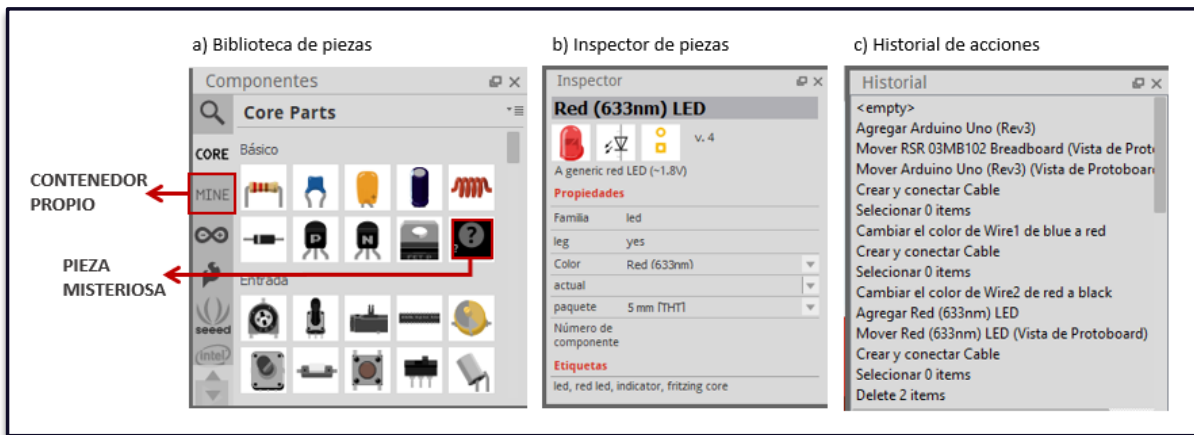 a) Biblioteca de piezas
Componentes
Core Parts
CORE
Básico
MINE
CONTENEDOR
PROPIO
P
N
?
?
PIEZA
MISTERIOSA
Entrada
seeed
intel
b) Inspector de piezas
Inspector
Red (633nm) LED
v. 4
A generic red LED (~1.8V)
Propiedades
Familia led
leg yes
Color Red (633nm)
actual
paquete 5 mm [THT]
Número de
componente
Etiquetas
led, red led, indicator, fritzing core
c) Historial de acciones
Historial
<empty>
Agregar Arduino Uno (Rev3)
Mover RSR 03MB102 Breadboard (Vista de Prot
Mover Arduino Uno (Rev3) (Vista de Protoboar
Crear y conectar Cable
Selecionar 0 items
Cambiar el color de Wire1 de blue a red
Crear y conectar Cable
Selecionar 0 items
Cambiar el color de Wire2 de red a black
Agregar Red (633nm) LED
Mover Red (633nm) LED (Vista de Protoboard)
Crear y conectar Cable
Selecionar 0 items
Delete 2 items